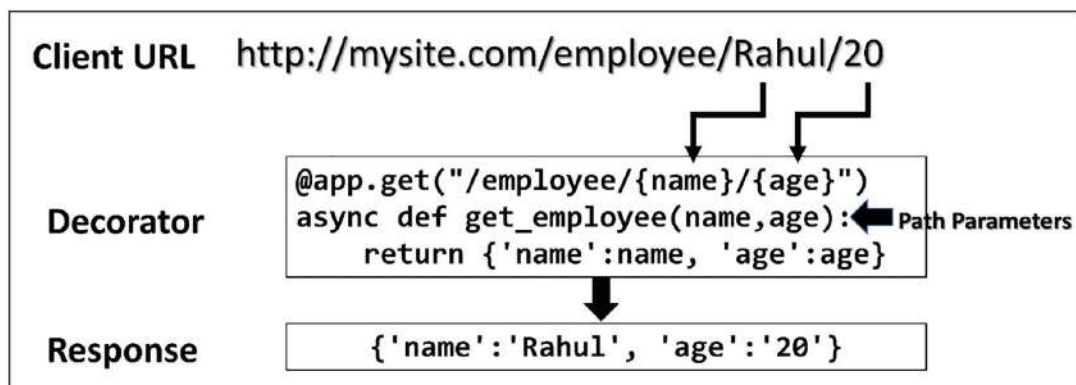 Client URL http://mysite.com/employee/Rahul/20
@app.get("/employee/{name}/{age}")
Decorator async def get_employee(name,age): Path Parameters
return {'name':name, 'age':age}
Response {'name':'Rahul', 'age':'20'}